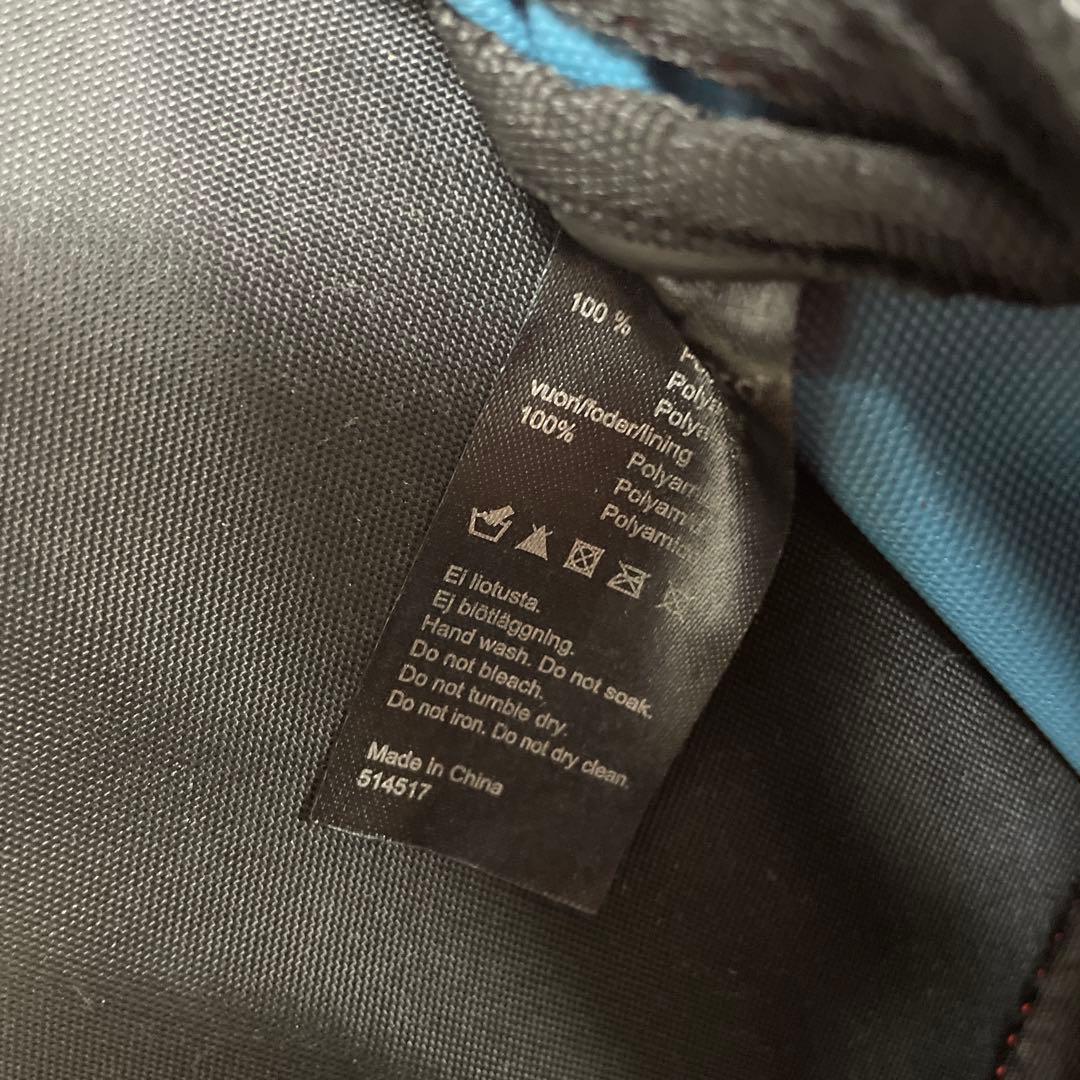 100 %
vuori/foder/lining
100%
Ei liotusta.
Ej blötläggning.
Hand wash. Do not soak.
Do not bleach.
Do not tumble dry.
Do not iron. Do not dry clean.
Made in China
514517